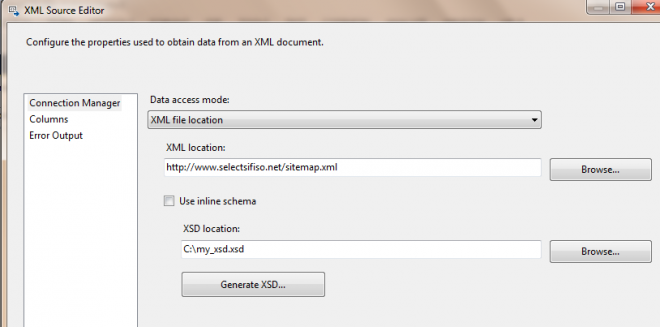 XML Source Editor
Configure the properties used to obtain data from an XML document.
Connection Manager
Columns
Error Output
Data access mode:
XML file location
XML location:
http://www.selectsifiso.net/sitemap.xml
Browse...
Use inline schema
XSD location:
C:\my_xsd.xsd
Browse...
Generate XSD...